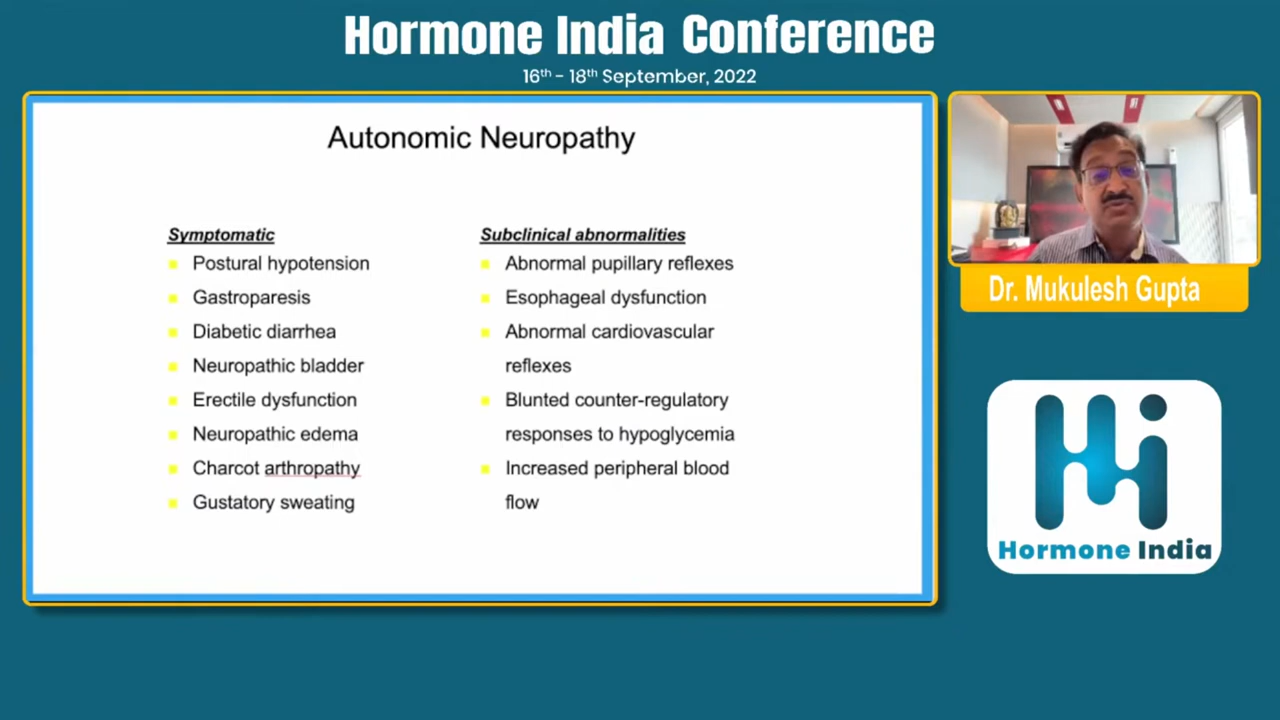 Hormone India Conference
16th - 18th September, 2022
Autonomic Neuropathy
Symptomatic
Postural hypotension
Gastroparesis
Diabetic diarrhea
Neuropathic bladder
Erectile dysfunction
Neuropathic edema
Charcot arthropathy
Gustatory sweating
Subclinical abnormalities
Abnormal pupillary reflexes
Esophageal dysfunction
Abnormal cardiovascular
reflexes
Blunted counter-regulatory
responses to hypoglycemia
Increased peripheral blood
flow
Dr. Mukulesh Gupta
Hi
Hormone India